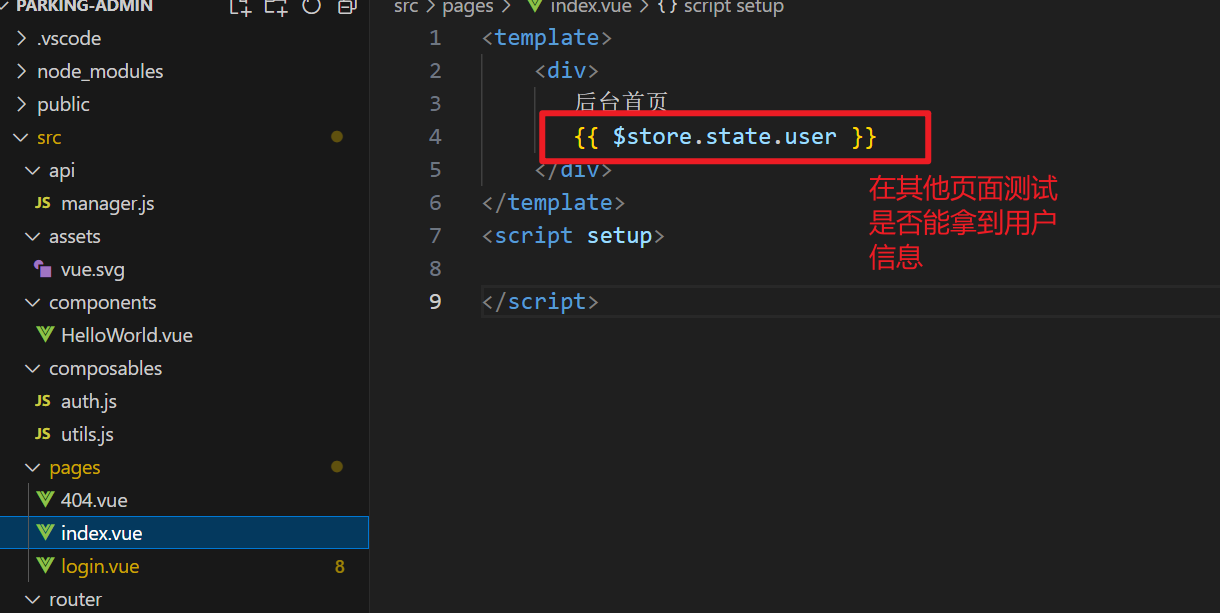 PARKING-ADMIN
.vscode
node_modules
public
src
api
JS manager.js
assets
vue.svg
components
HelloWorld.vue
composables
JS auth.js
JS utils.js
pages
404.vue
index.vue
login.vue 8
router
src > pages > index.vue > {} script setup
1 <template>
2 <div>
3 后台首页
4 {{ $store.state.user }}
5 </div>
6 </template>
7 <script setup>
8
9 </script>
在其他页面测试
是否能拿到用户
信息